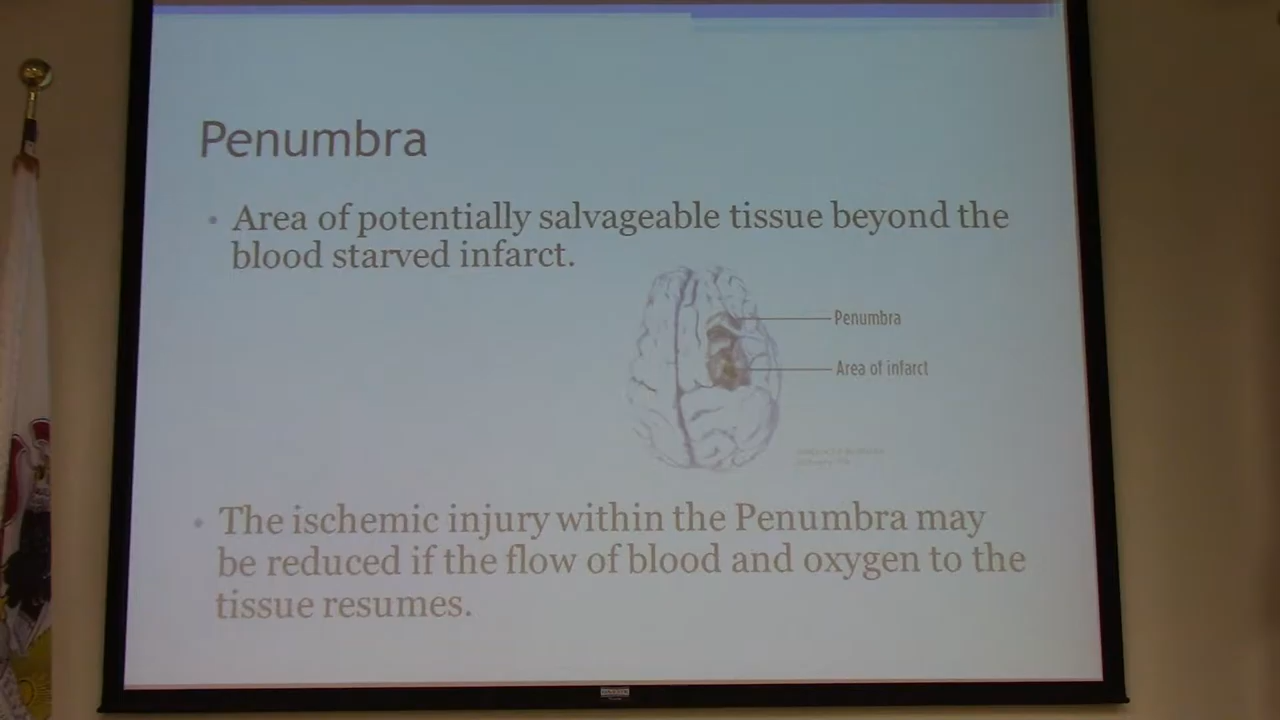 Penumbra
• Area of potentially salvageable tissue beyond the
blood starved infarct.
Penumbra
Area of infarct
• The ischemic injury within the Penumbra may
be reduced if the flow of blood and oxygen to the
tissue resumes.